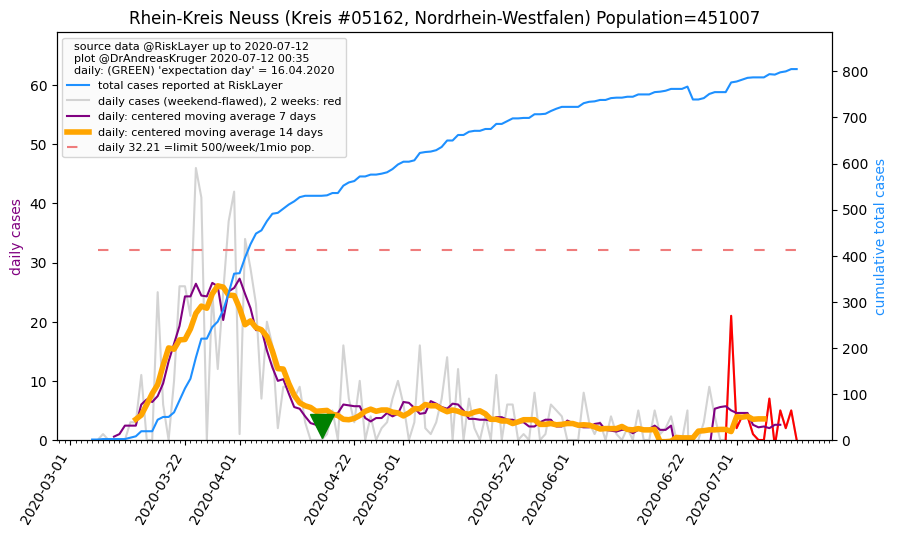 Rhein-Kreis Neuss (Kreis #05162, Nordrhein-Westfalen) Population=451007
source data @RiskLayer up to 2020-07-12
plot @DrAndreasKruger 2020-07-12 00:35
daily: (GREEN) 'expectation day' = 16.04.2020
total cases reported at RiskLayer
daily cases (weekend-flawed), 2 weeks: red
daily: centered moving average 7 days
daily: centered moving average 14 days
daily 32.21 =limit 500/week/1mio pop.
daily cases
60
50
40
30
20
10
0
cumulative total cases
800
700
600
500
400
300
200
100
0
2020-03-01
2020-03-22
2020-04-01
2020-04-22
2020-05-01
2020-05-22
2020-06-01
2020-06-22
2020-07-01